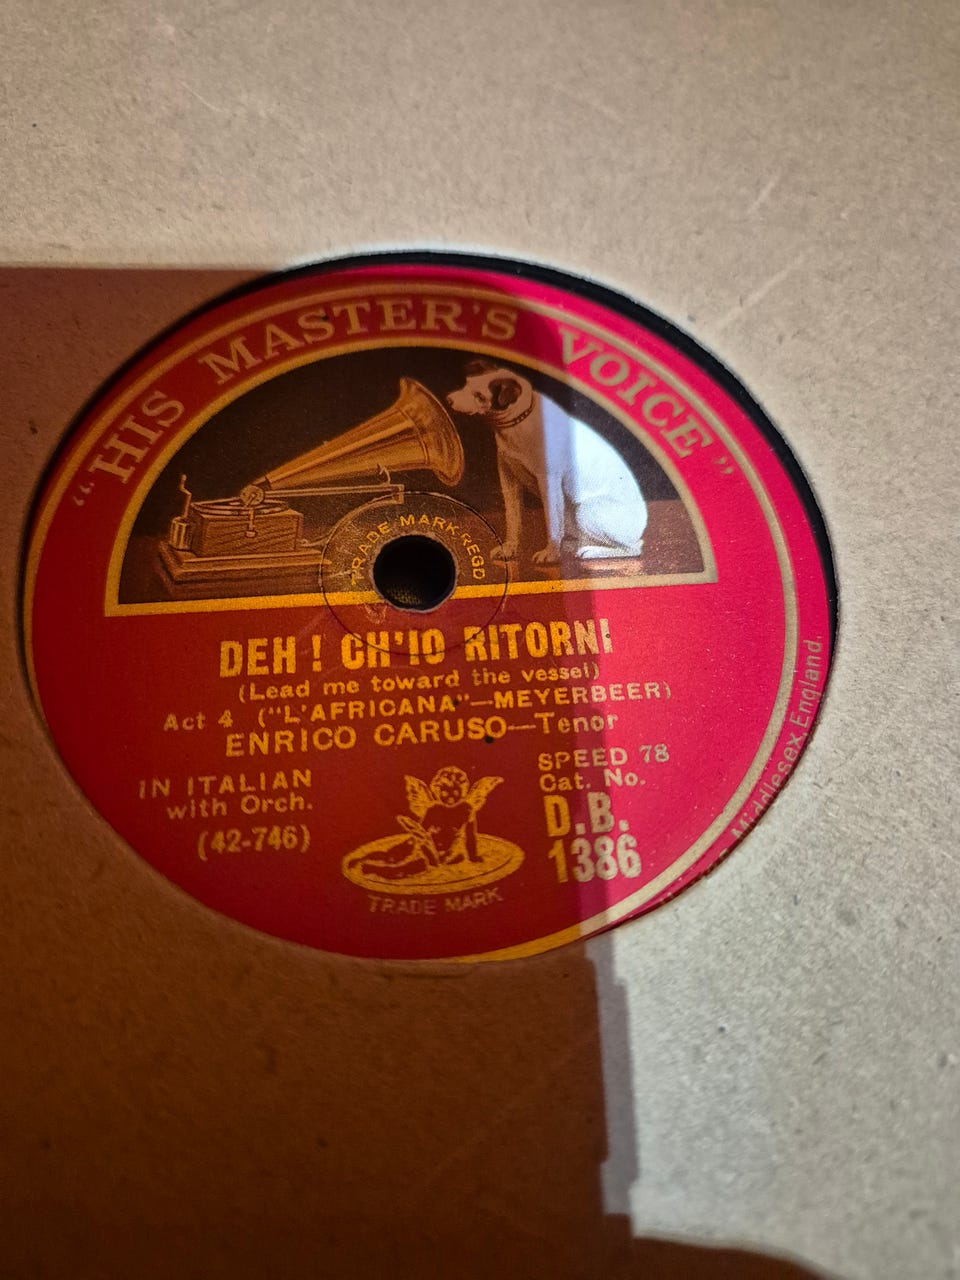 "HIS MASTER'S VOICE"
TRADE MARK REGD
DEH! CH'IO RITORNI
(Lead me toward the vessel)
Act 4 ("L'AFRICANA"—MEYERBEER)
ENRICO CARUSO—Tenor
IN ITALIAN
with Orch.
(42-746)
SPEED 78
Cat. No.
D.B.
1386
TRADE MARK
Middlesex, England.